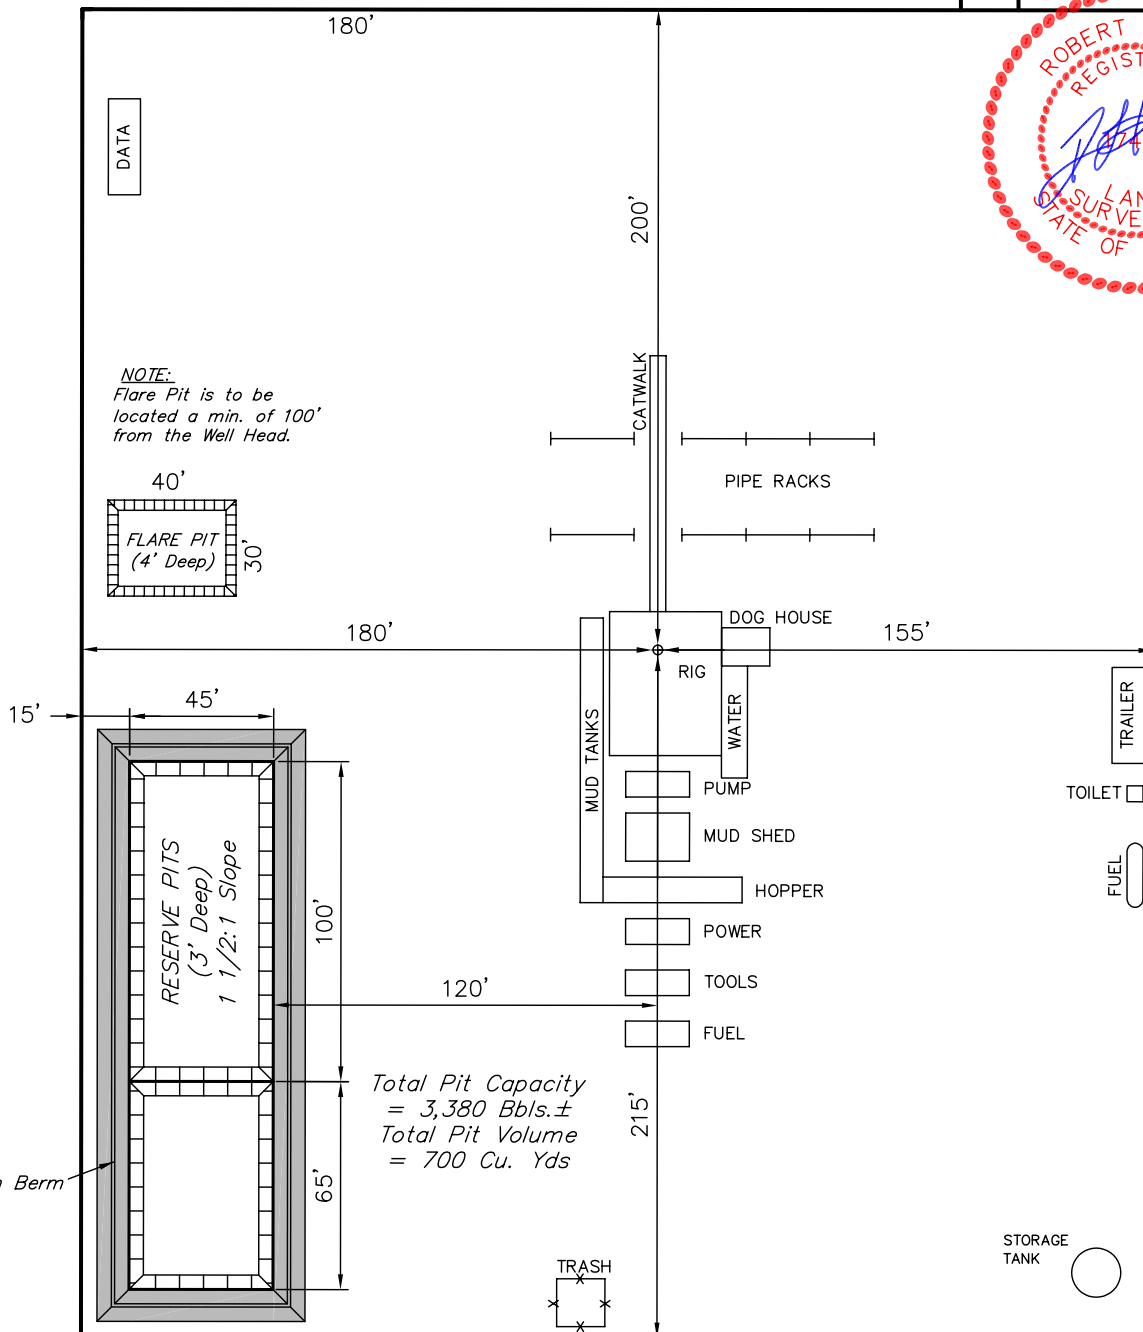 180'
ROBERT
REGIST
174
LAN
SURVE
STATE OF
DATA
200'
NOTE:
Flare Pit is to be
located a min. of 100'
from the Well Head.
CATWALK
PIPE RACKS
40'
FLARE PIT
(4' Deep)
30'
180'
DOG HOUSE
155'
RIG
15'
45'
MUD TANKS
WATER
TRAILER
PUMP
TOILET
MUD SHED
RESERVE PITS
(3' Deep)
1 1/2:1 Slope
100'
FUEL
HOPPER
POWER
TOOLS
120'
FUEL
Total Pit Capacity
= 3,380 Bbls.±
Total Pit Volume
= 700 Cu. Yds
215'
65'
Berm
STORAGE
TANK
TRASH